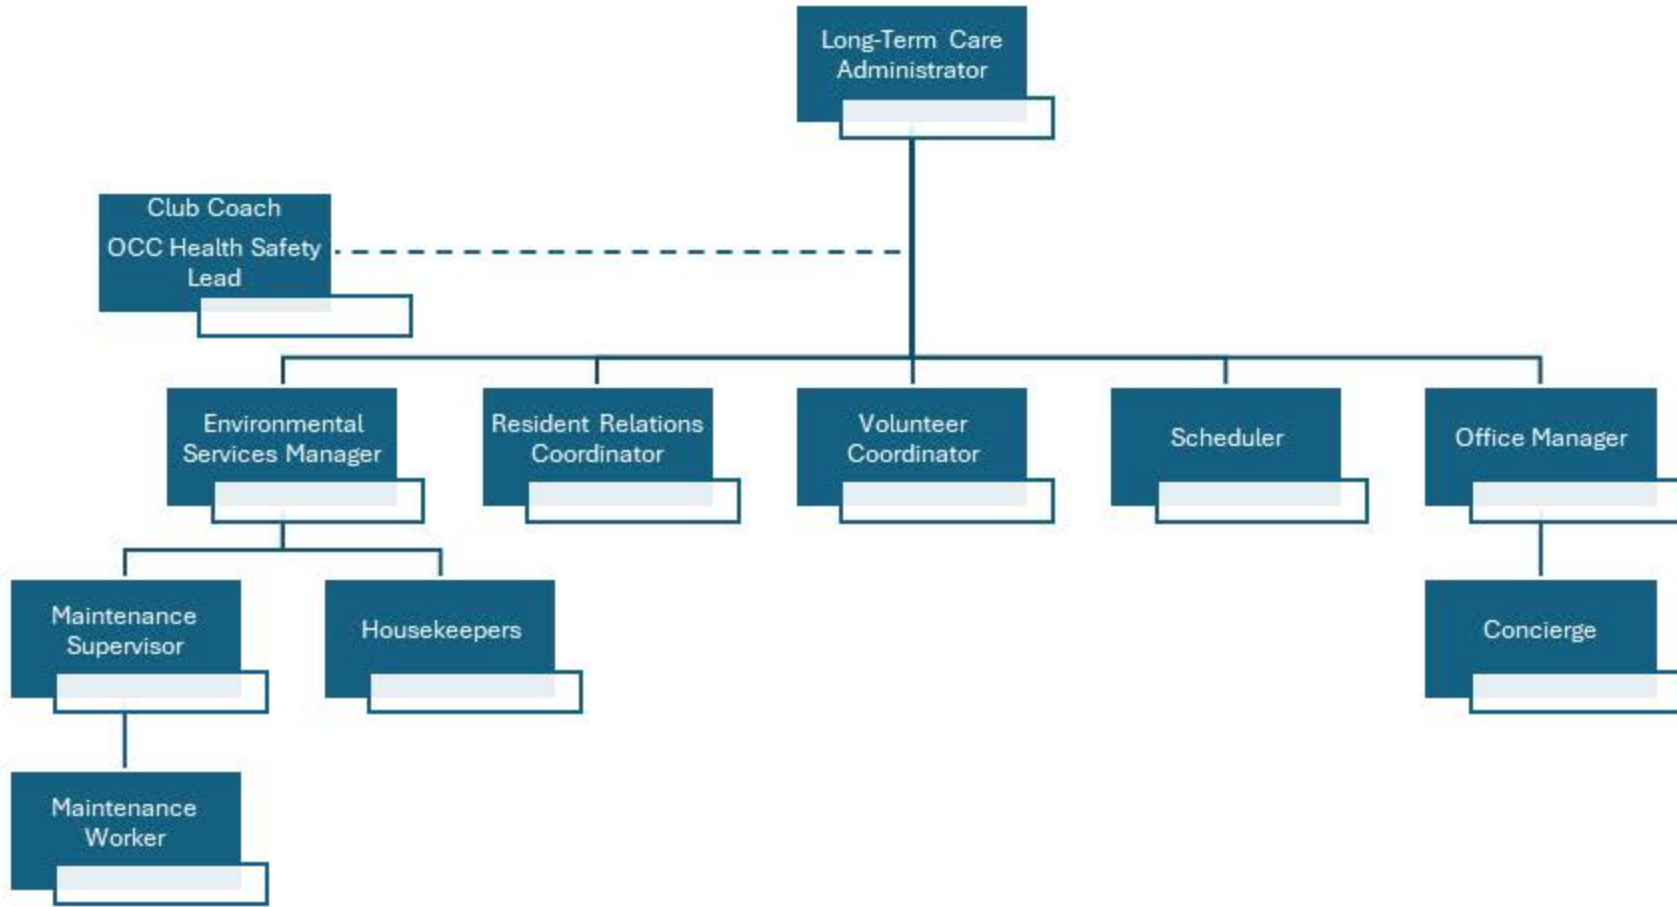 Long-Term Care
Administrator
Club Coach
OCC Health Safety
Lead
Environmental
Services Manager
Resident Relations
Coordinator
Volunteer
Coordinator
Scheduler
Office Manager
Maintenance
Supervisor
Housekeepers
Concierge
Maintenance
Worker